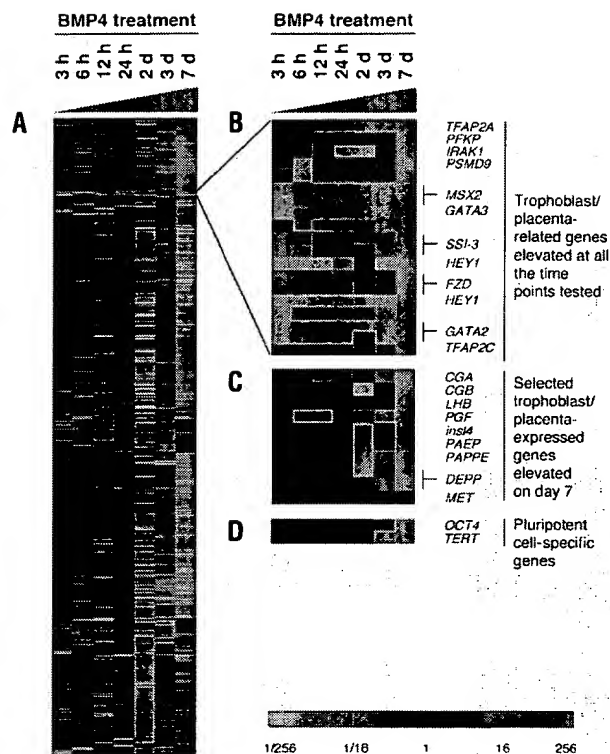 BMP4 treatment
3 h 6 h 12 h 24 h 2 d 3 d 7 d
A
BMP4 treatment
3 h 6 h 12 h 24 h 2 d 3 d 7 d
B
TFAP2A
PFKP
IRAK1
PSMD9
MSX2
GATA3
SSI-3
HEY1
FZD
HEY1
GATA2
TFAP2C
Trophoblast/
placenta-
related genes
elevated at all
the time
points tested
C
CGA
CGB
LHB
PGF
insl4
PAEP
PAPPE
DEPP
MET
Selected
trophoblast/
placenta-
expressed
genes
elevated
on day 7
D
OCT4
TERT
Pluripotent
cell-specific
genes
1/256 1/16 1 16 256